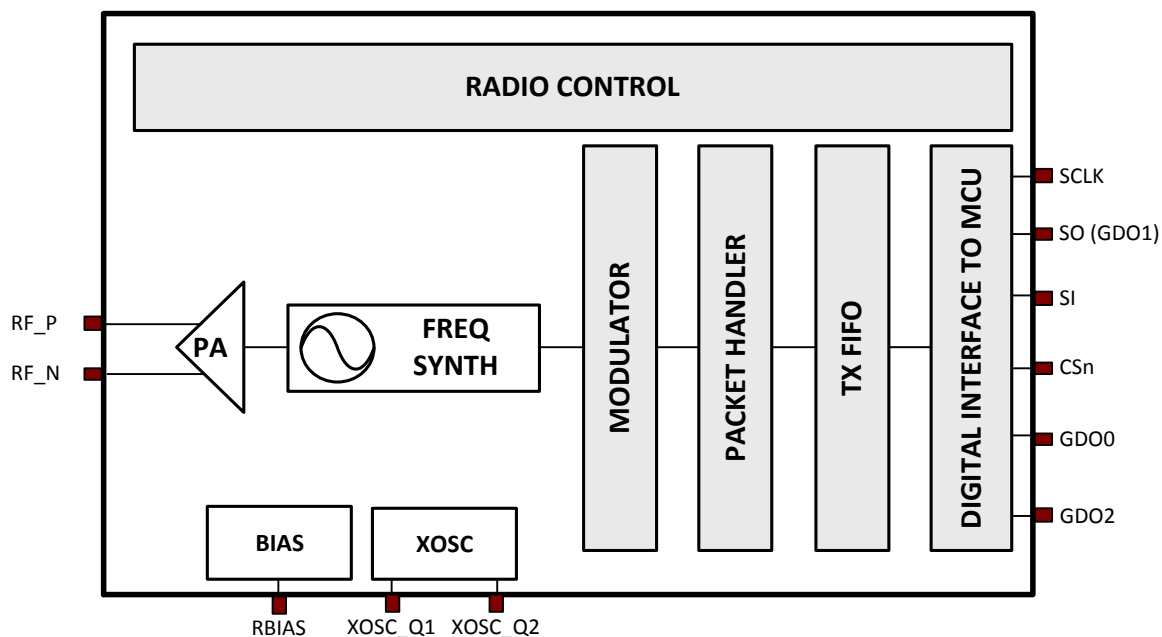 RADIO CONTROL
SCLK
SO (GDO1)
SI
CSn
GDO0
GDO2
RF_P
RF_N
PA
FREQ
SYNTH
MODULATOR
PACKET HANDLER
TX FIFO
DIGITAL INTERFACE TO MCU
BIAS
XOSC
RBIAS
XOSC_Q1
XOSC_Q2